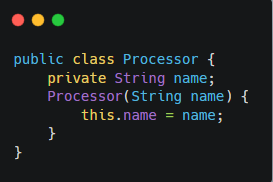 public class Processor {
    private String name;
    Processor(String name) {
        this.name = name;
    }
}